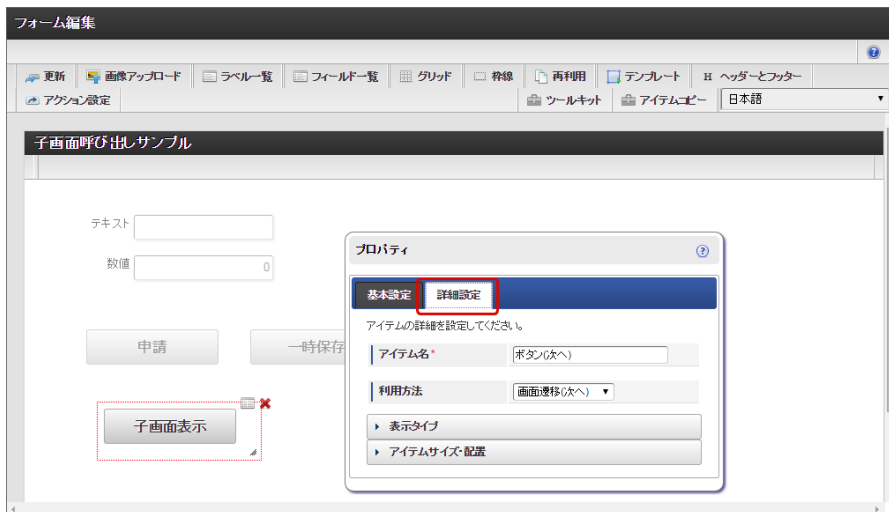 フォーム編集
更新 画像アップロード ラベル一覧 フィールド一覧 グリッド 枠線 再利用 テンプレート H ヘッダーとフッター
アクション設定 ツールキット アイテムコピー 日本語
子画面呼び出しサンプル
テキスト
数値 0
申請 一時保存
子画面表示
プロパティ
基本設定 詳細設定
アイテムの詳細を設定してください。
アイテム名* ボタン(次へ)
利用方法 画面遷移(次へ)
表示タイプ
アイテムサイズ・配置